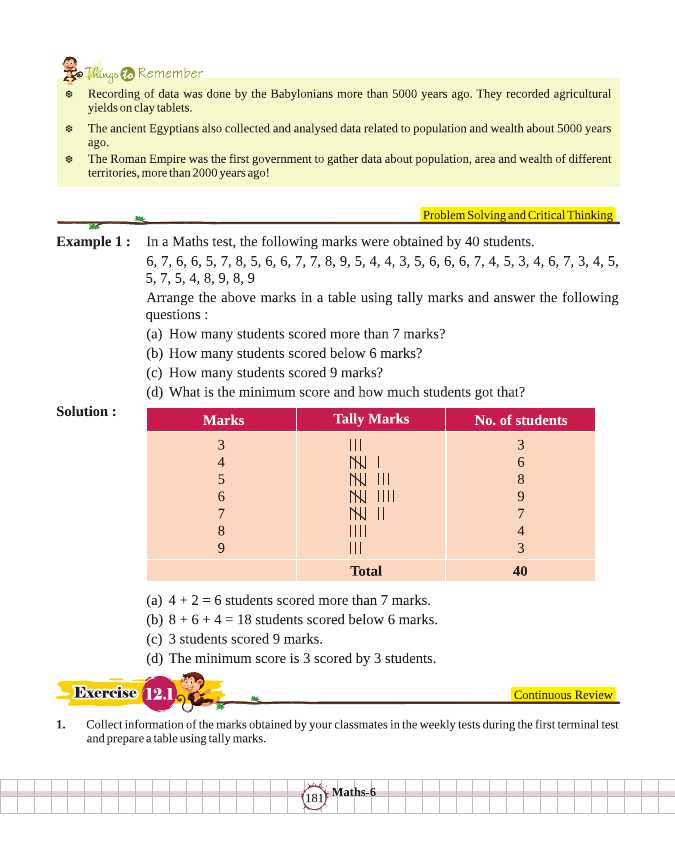 Things to Remember
Recording of data was done by the Babylonians more than 5000 years ago. They recorded agricultural
yields on clay tablets.
The ancient Egyptians also collected and analysed data related to population and wealth about 5000 years
ago.
The Roman Empire was the first government to gather data about population, area and wealth of different
territories, more than 2000 years ago!
Problem Solving and Critical Thinking
Example 1 : In a Maths test, the following marks were obtained by 40 students.
6, 7, 6, 6, 5, 7, 8, 5, 6, 6, 7, 7, 8, 9, 5, 4, 4, 3, 5, 6, 6, 6, 7, 4, 5, 3, 4, 6, 7, 3, 4, 5,
5, 7, 5, 4, 8, 9, 8, 9
Arrange the above marks in a table using tally marks and answer the following
questions :
(a) How many students scored more than 7 marks?
(b) How many students scored below 6 marks?
(c) How many students scored 9 marks?
(d) What is the minimum score and how much students got that?
Solution :
Marks Tally Marks No. of students
3 ||| 3
4 |||| | 6
5 |||| ||| 8
6 |||| |||| 9
7 |||| || 7
8 |||| 4
9 ||| 3
Total 40
(a) 4 + 2 = 6 students scored more than 7 marks.
(b) 8 + 6 + 4 = 18 students scored below 6 marks.
(c) 3 students scored 9 marks.
(d) The minimum score is 3 scored by 3 students.
Exercise 12.1
Continuous Review
1. Collect information of the marks obtained by your classmates in the weekly tests during the first terminal test
and prepare a table using tally marks.
181 Maths-6